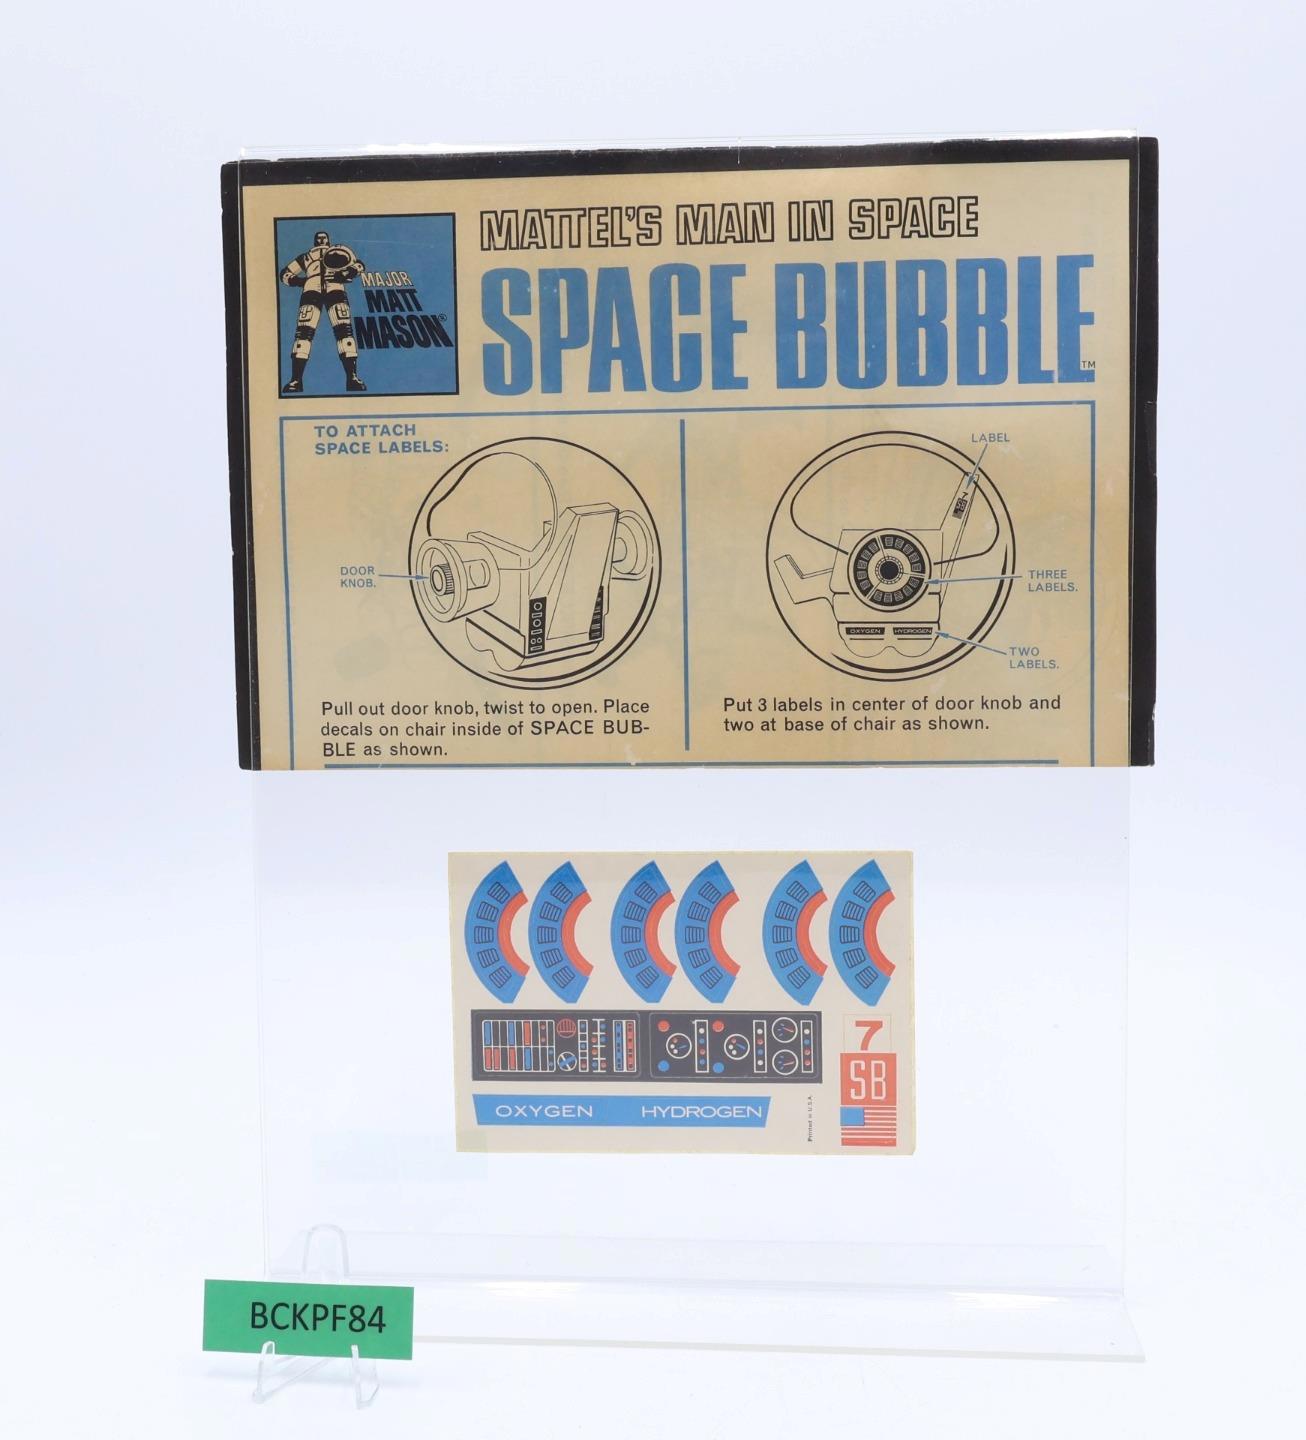 MATTEL'S MAN IN SPACE
SPACE BUBBLE™
MAJOR
MATT
MASON®
TO ATTACH
SPACE LABELS:
DOOR
KNOB.
Pull out door knob, twist to open. Place
decals on chair inside of SPACE BUB-
BLE as shown.
LABEL
THREE
LABELS.
OXYGEN HYDROGEN
TWO
LABELS.
Put 3 labels in center of door knob and
two at base of chair as shown.
7
SB
OXYGEN HYDROGEN
Printed in U.S.A.
BCKPF84